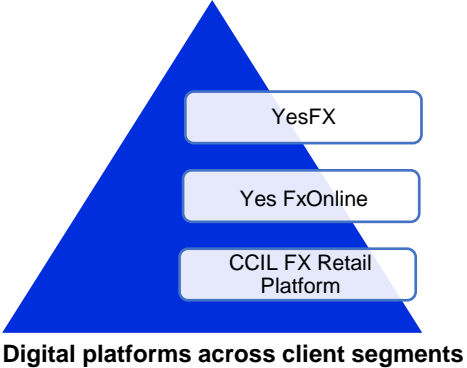 YesFX
Yes FxOnline
CCIL FX Retail
Platform
Digital platforms across client segments